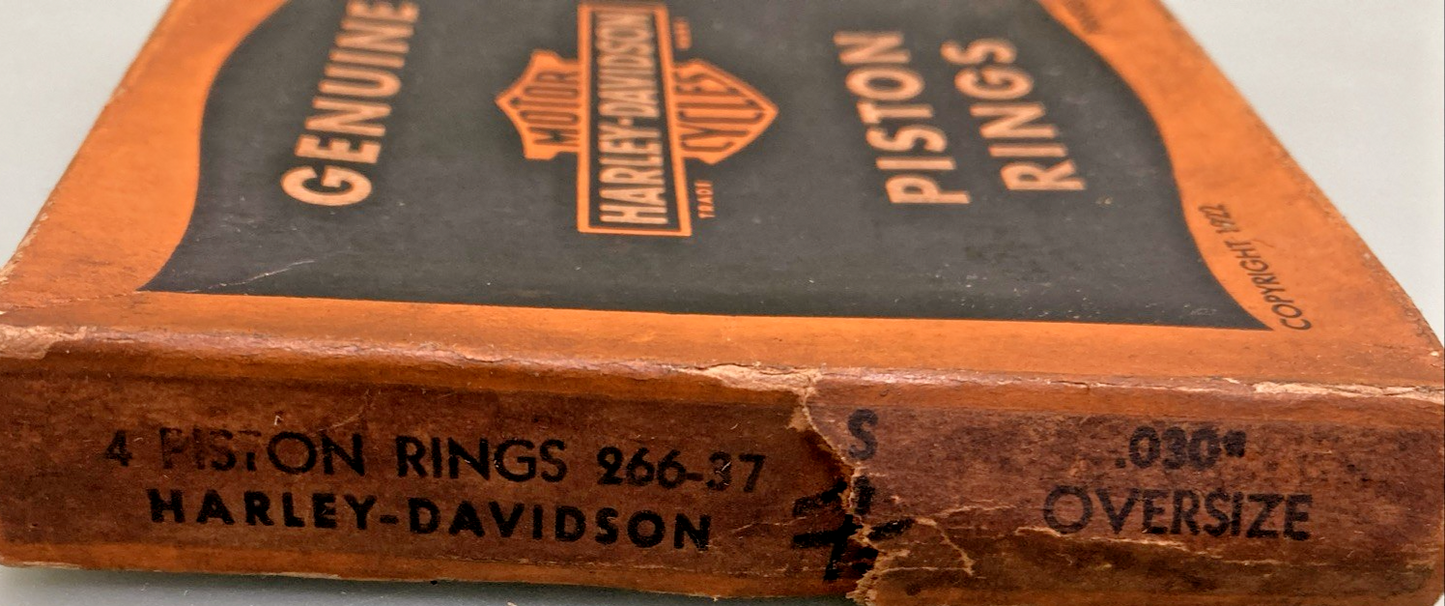 GENUINE
MOTOR
HARLEY-DAVIDSON
CYCLES
TRADE
PISTON
RINGS
COPYRIGHT 1922
4 PISTON RINGS 266-37
HARLEY-DAVIDSON
S
.030"
OVERSIZE